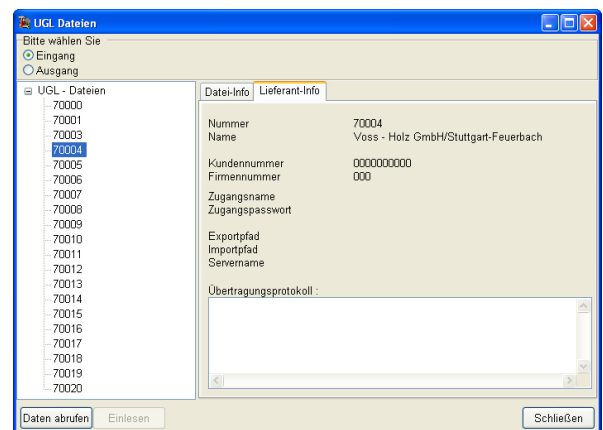 UGL Dateien
Bitte wählen Sie
Eingang
Ausgang
UGL - Dateien
70000
70001
70003
70004
70005
70006
70007
70008
70009
70010
70011
70012
70013
70014
70015
70016
70017
70018
70019
70020
Datei-Info Lieferant-Info
Nummer 70004
Name Voss - Holz GmbH/Stuttgart-Feuerbach
Kundennummer 0000000000
Firmennummer 000
Zugangsname
Zugangspasswort
Exportpfad
Importpfad
Servername
Übertragungsprotokoll :
Daten abrufen Einlesen Schließen